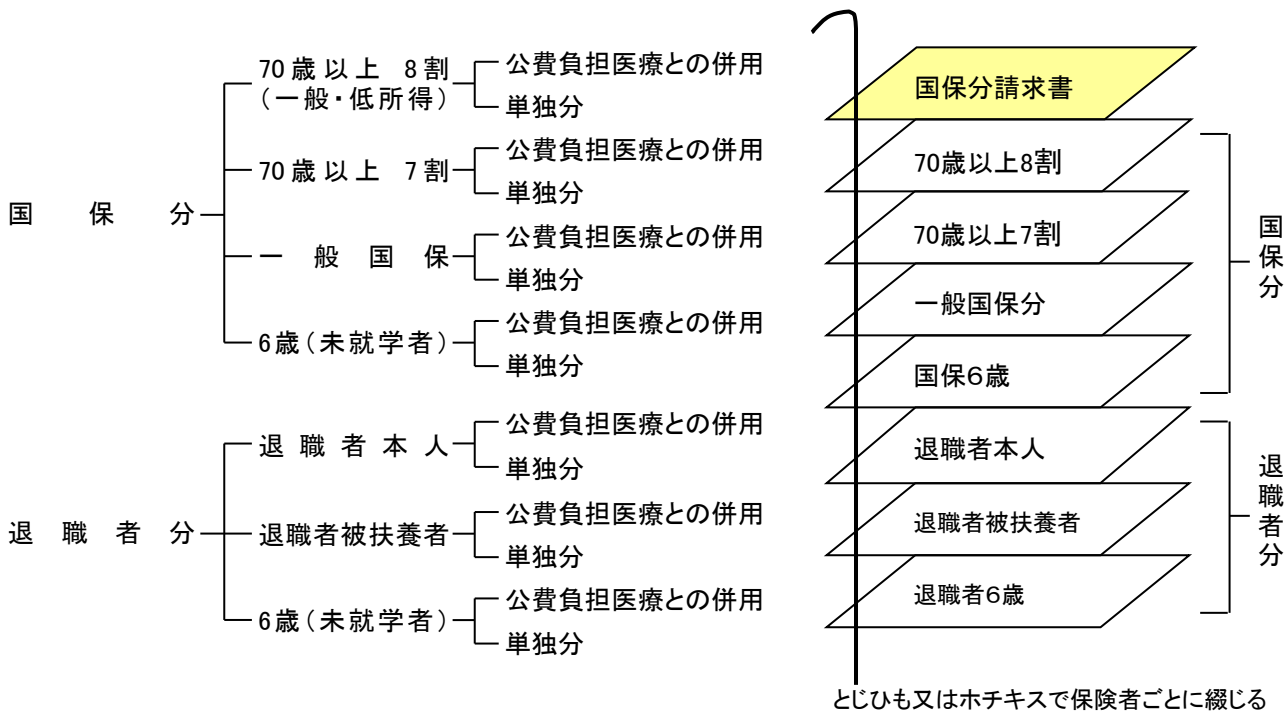 国保分
70歳以上 8割
(一般・低所得)
公費負担医療との併用
単独分
70歳以上 7割
公費負担医療との併用
単独分
一般国保
公費負担医療との併用
単独分
6歳(未就学者)
公費負担医療との併用
単独分
退職者分
退職者本人
公費負担医療との併用
単独分
退職者被扶養者
公費負担医療との併用
単独分
6歳(未就学者)
公費負担医療との併用
単独分
国保分請求書
70歳以上8割
70歳以上7割
一般国保分
国保6歳
国保分
退職者本人
退職者被扶養者
退職者6歳
退職者分
とじひも又はホチキスで保険者ごとに綴じる